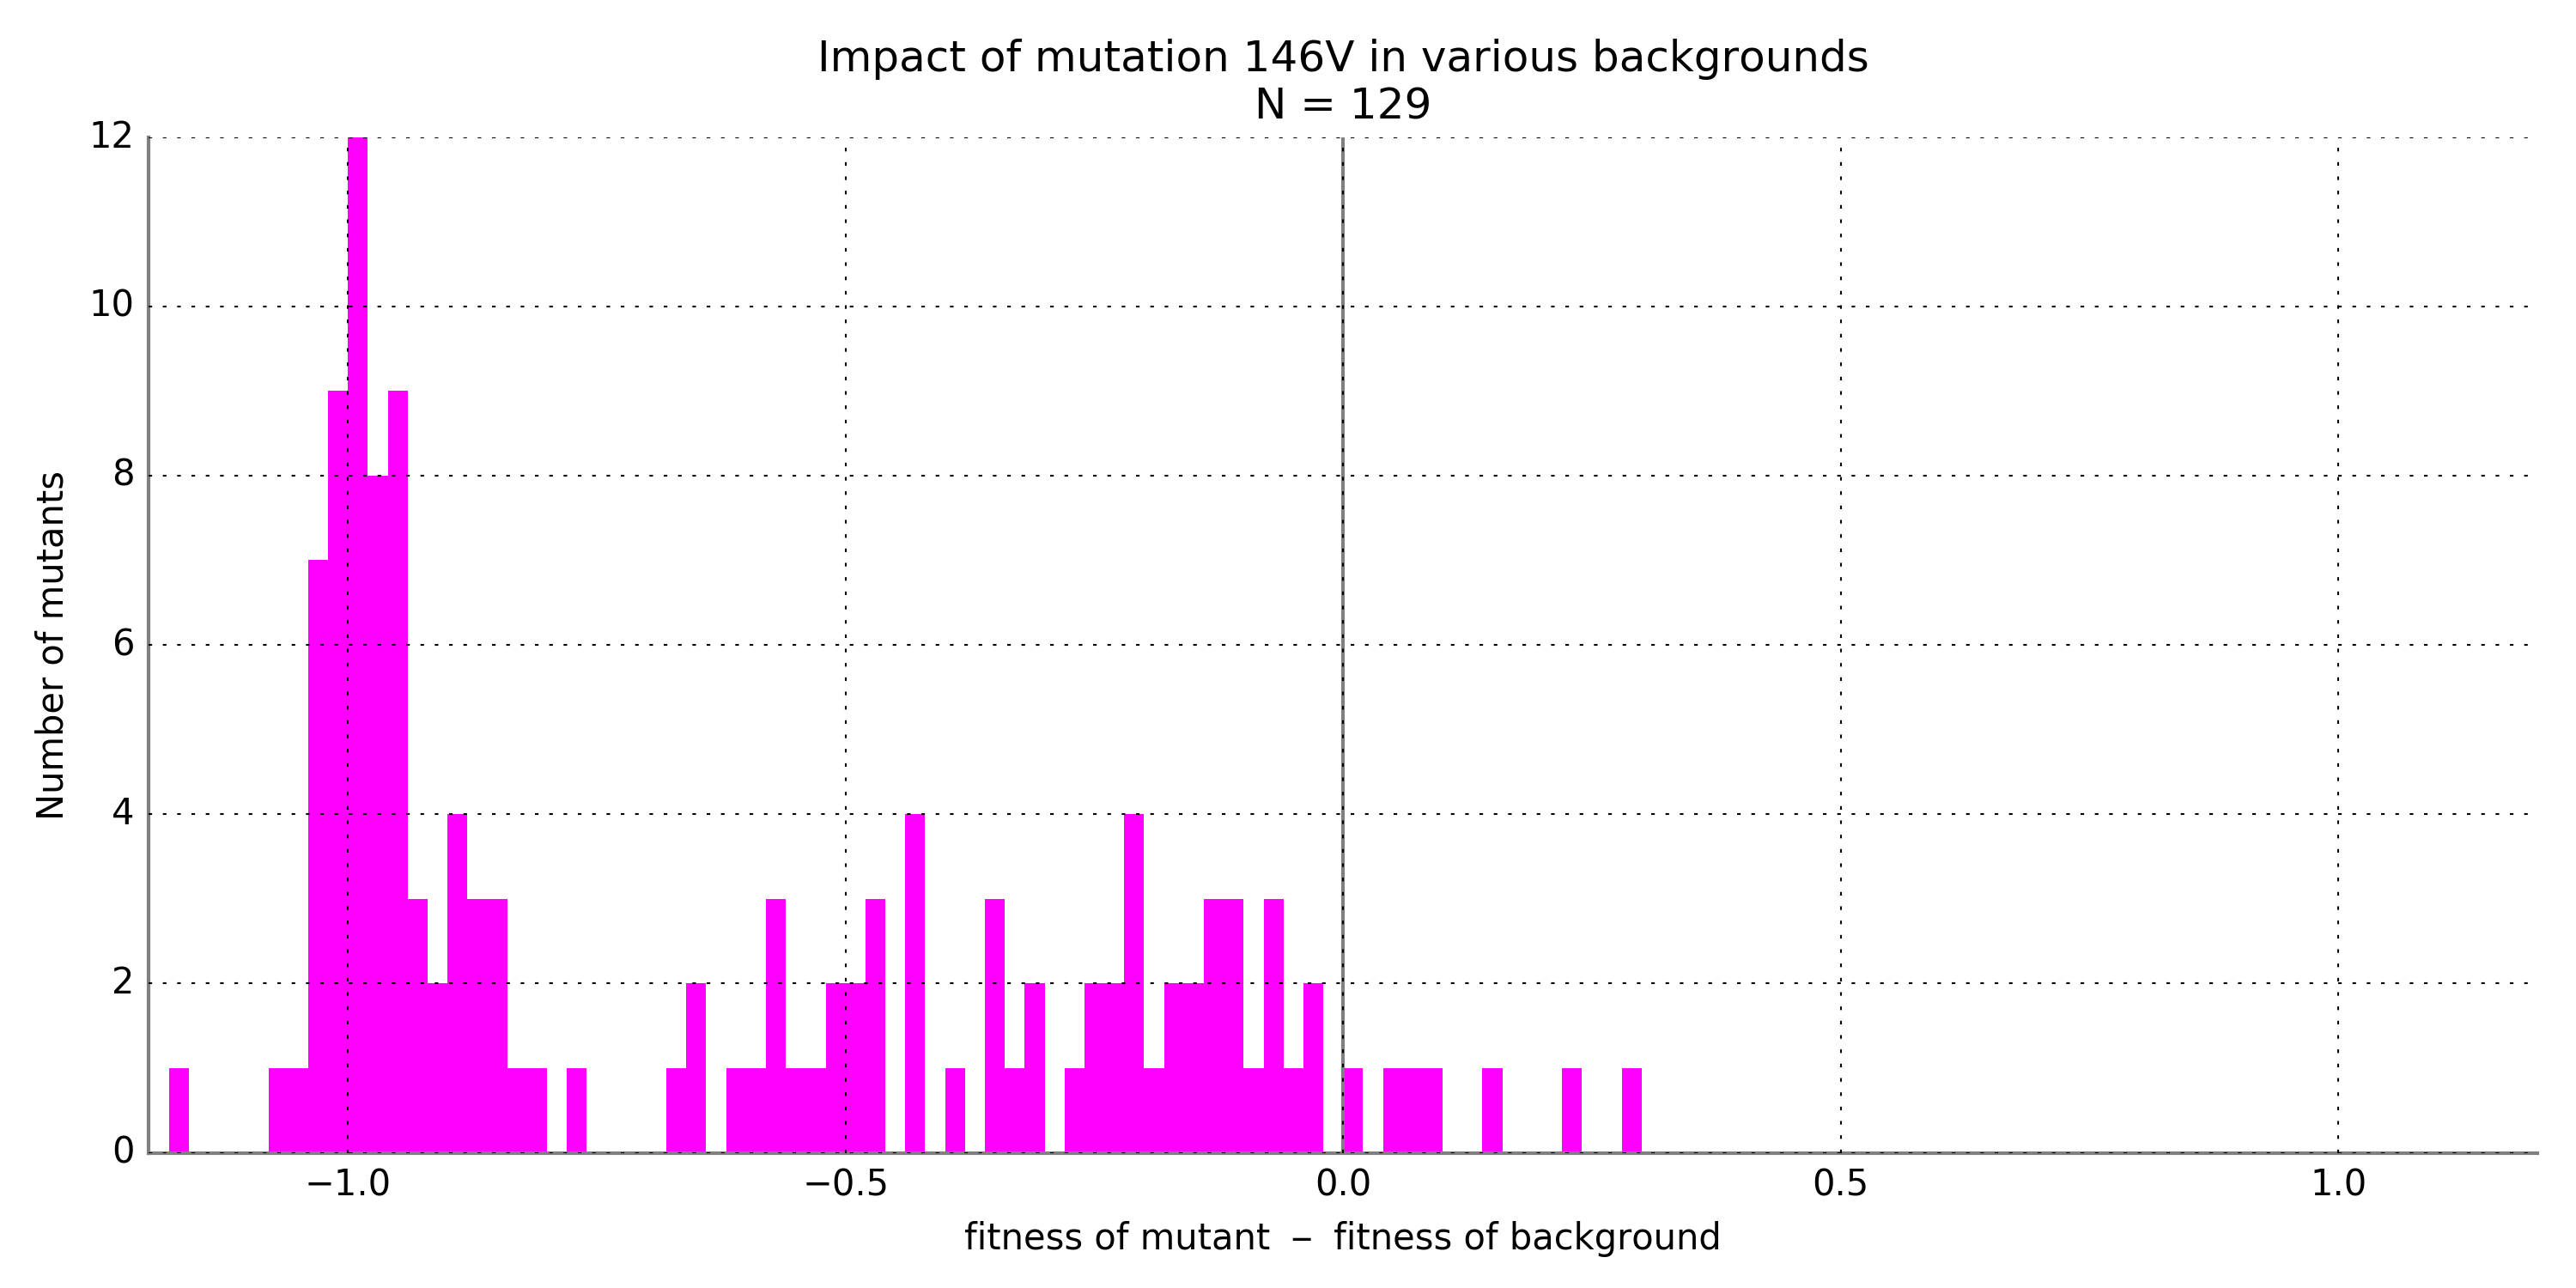 Impact of mutation 146V in various backgrounds
N = 129
12
10
8
6
4
2
0
Number of mutants
−1.0 −0.5 0.0 0.5 1.0
fitness of mutant – fitness of background